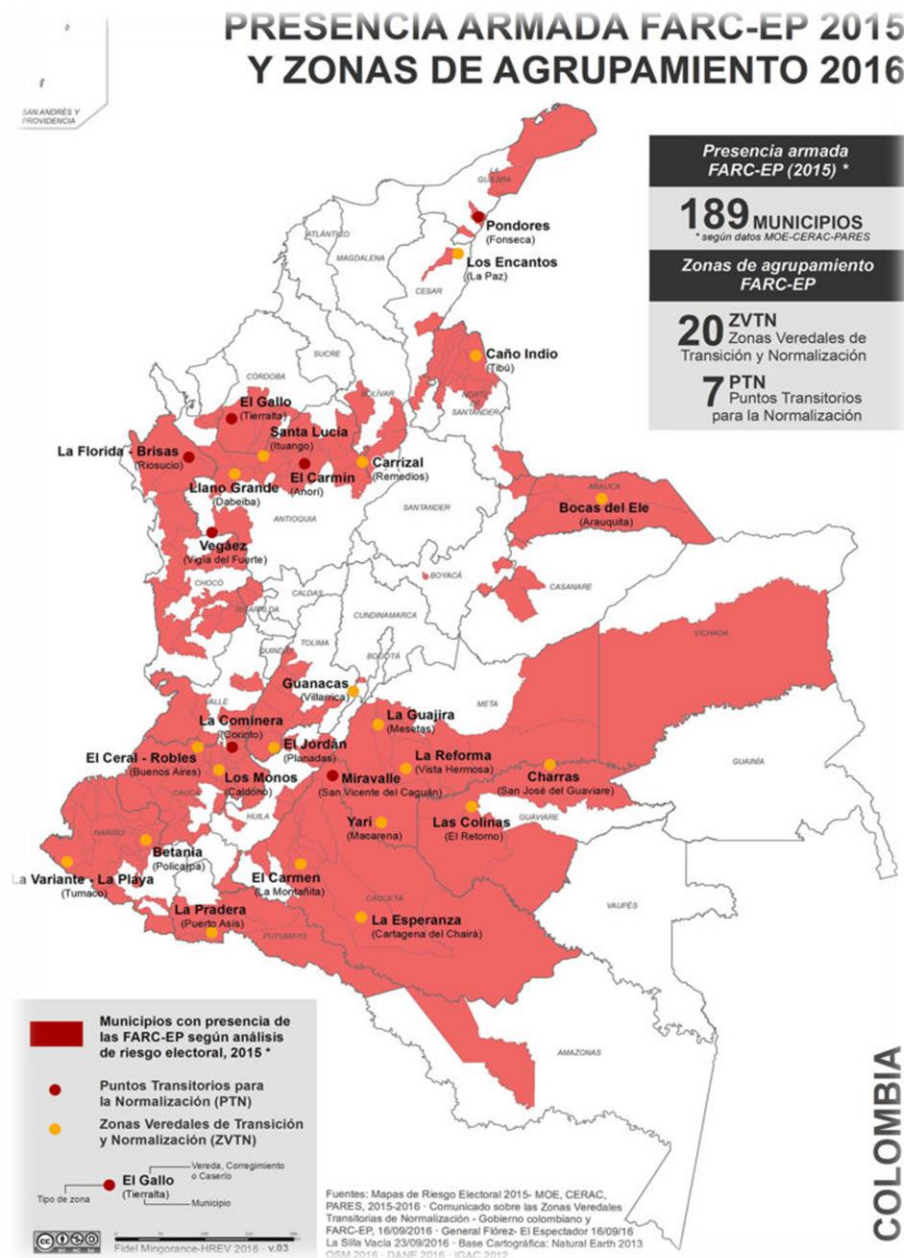 PRESENCIA ARMADA FARC-EP 2015
Y ZONAS DE AGRUPAMIENTO 2016
SAN ANDRÉS Y
PROVIDENCIA
Presencia armada
FARC-EP (2015) *
189 MUNICIPIOS
* según datos MOE-CERAC-PARES
Zonas de agrupamiento
FARC-EP
20 ZVTN
Zonas Veredales de
Transición y Normalización
7 PTN
Puntos Transitorios
para la Normalización
LA
GUAJIRA
Pondores
(Fonseca)
ATLÁNTICO
MAGDALENA
Los Encantos
(La Paz)
CESAR
SUCRE
Caño Indio
(Tibú)
CÓRDOBA
BOLÍVAR
NORTE
DE
SANTANDER
El Gallo
(Tierralta)
Santa Lucía
(Ituango)
La Florida - Brisas
(Riosucio)
El Carmín
(Anorí)
Carrizal
(Remedios)
Llano Grande
(Dabeiba)
ARAUCA
Bocas del Ele
(Arauquita)
SANTANDER
ANTIOQUIA
Vegáez
(Vigía del Fuerte)
CHOCÓ
BOYACÁ
CASANARE
CALDAS
RISARALDA
CUNDINAMARCA
TOLIMA
QUINDÍO
BOGOTÁ
VICHADA
Guanacas
(Villarrica)
META
VALLE
La Cominera
(Corinto)
La Guajira
(Mesetas)
El Ceral - Robles
(Buenos Aires)
El Jordán
(Planadas)
La Reforma
(Vista Hermosa)
GUAINÍA
Los Monos
(Caldono)
Miravalle
(San Vicente del Caguán)
Charras
(San José del Guaviare)
CAUCA
HUILA
Yarí
(Macarena)
Las Colinas
(El Retorno)
GUAVIARE
NARIÑO
Betania
(Policarpa)
La Variante - La Playa
(Tumaco)
El Carmen
(La Montañita)
CAQUETÁ
VAUPÉS
La Pradera
(Puerto Asís)
La Esperanza
(Cartagena del Chairá)
PUTUMAYO
AMAZONAS
Municipios con presencia de
las FARC-EP según análisis
de riesgo electoral, 2015 *
Puntos Transitorios para
la Normalización (PTN)
Zonas Veredales de Transición
y Normalización (ZVTN)
Tipo de zona
El Gallo
(Tierralta)
Vereda, Corregimiento
o Caserío
Municipio
Fidel Mingorance-HREV 2016 · v.03
Fuentes: Mapas de Riesgo Electoral 2015- MOE, CERAC,
PARES, 2015-2016 · Comunicado sobre las Zonas Veredales
Transitorias de Normalización - Gobierno colombiano y
FARC-EP, 16/09/2016 · General Flórez- El Espectador 16/09/16
La Silla Vacía 23/09/2016 · Base Cartográfica: Natural Earth 2013
OSM 2016 · DANE 2016 · IGAC 2012
COLOMBIA